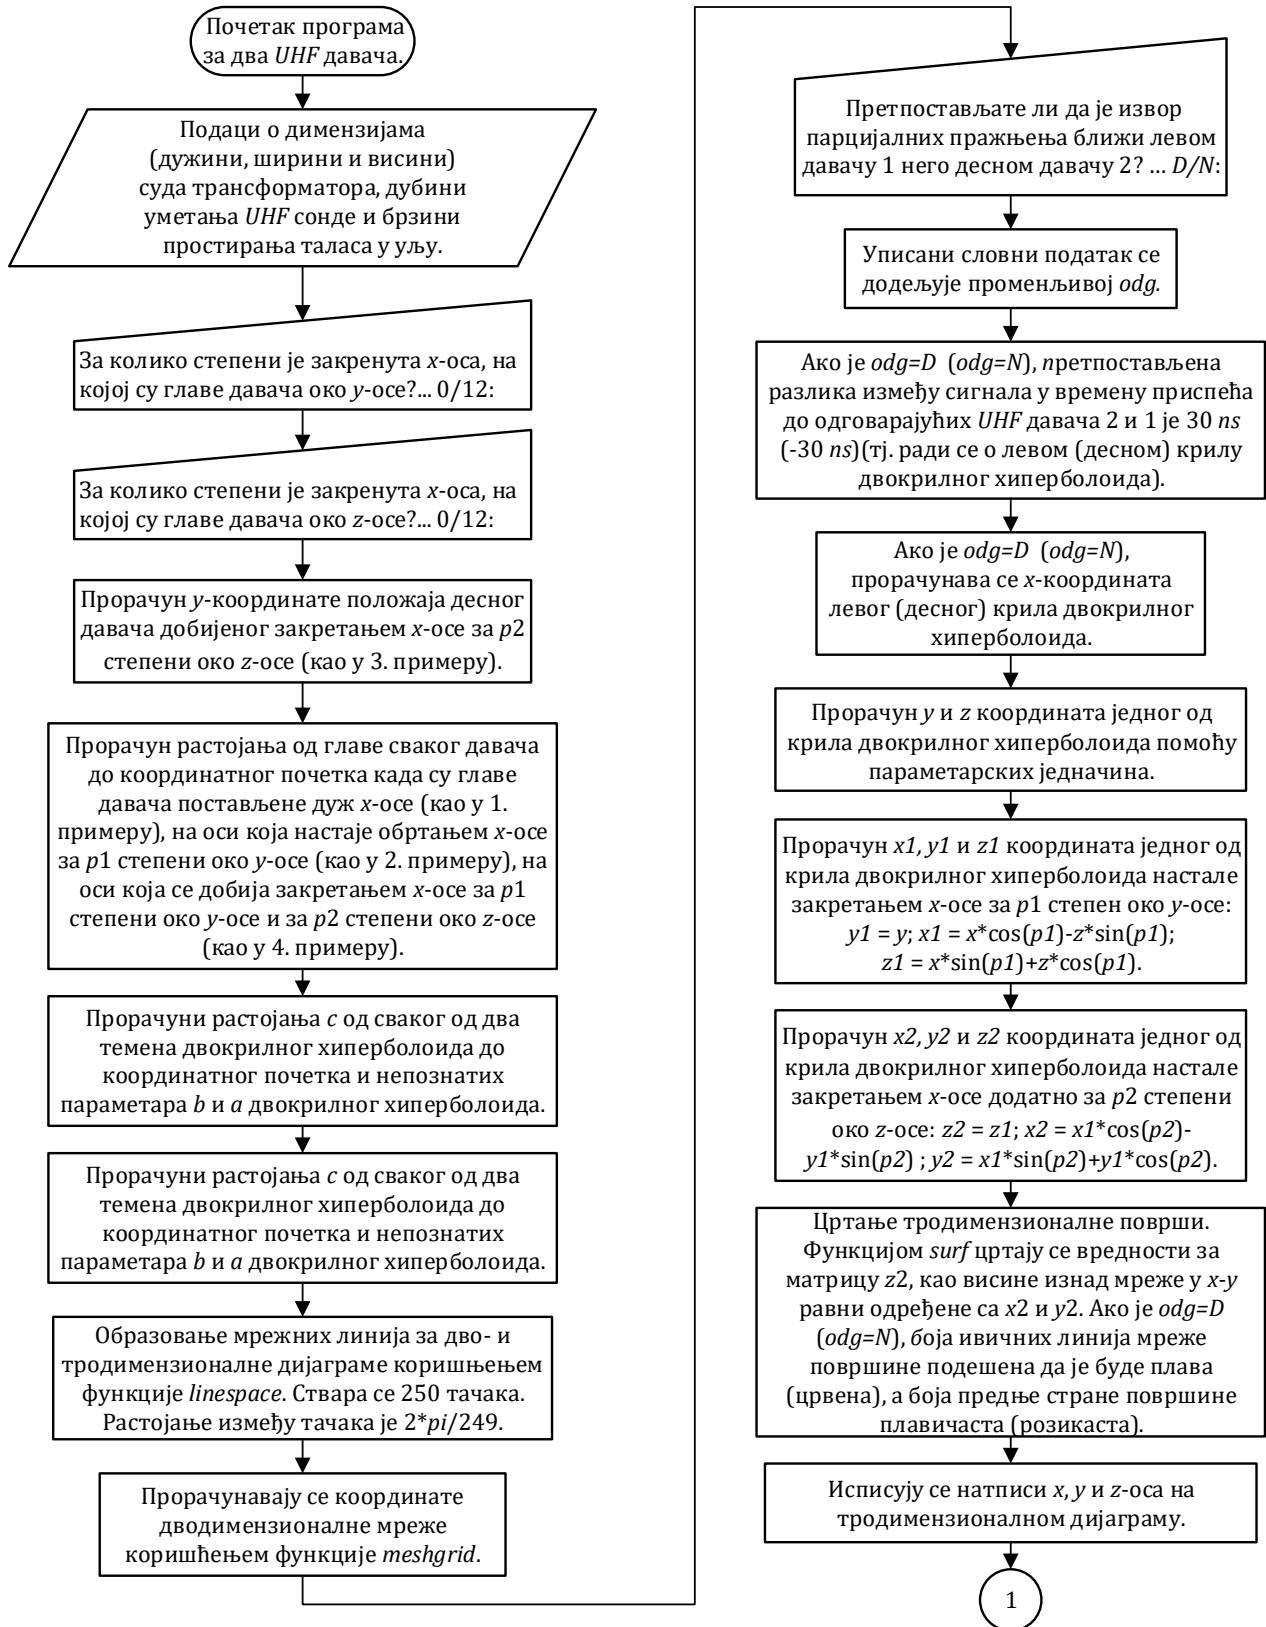 Почетак програма
за два UHF давача.
Подаци о димензијама
(дужини, ширини и висини)
суда трансформатора, дубини
уметања UHF сонде и брзини
простирања таласа у уљу.
За колико степени је закренута x-оса, на
којој су главе давача око y-осе?... 0/12:
За колико степени је закренута x-оса, на
којој су главе давача око z-осе?... 0/12:
Прорачун y-координате положаја десног
давача добијеног закретањем x-осе за p2
степени око z-осе (као у 3. примеру).
Прорачун растојања од главе сваког давача
до координатног почетка када су главе
давача постављене дуж x-осе (као у 1.
примеру), на оси која настаје обртањем x-осе
за p1 степени око y-осе (као у 2. примеру), на
оси која се добија закретањем x-осе за p1
степени око y-осе и за p2 степени око z-осе
(као у 4. примеру).
Прорачуни растојања c од сваког од два
темена двокрилног хиперболоида до
координатног почетка и непознатих
параметара b и a двокрилног хиперболоида.
Прорачуни растојања c од сваког од два
темена двокрилног хиперболоида до
координатног почетка и непознатих
параметара b и a двокрилног хиперболоида.
Образовање мрежних линија за дво- и
тродимензионалне дијаграме коришњењем
функције linespace. Ствара се 250 тачака.
Растојање између тачака је 2*pi/249.
Прорачунавају се координате
дводимензионалне мреже
коришћењем функције meshgrid.
Претпостављате ли да је извор
парцијалних пражњења ближи левом
давачу 1 него десном давачу 2? ... D/N:
Уписани словни податак се
додељује променљивој odg.
Ако је odg=D (odg=N), претпостављена
разлика између сигнала у времену приспећа
до одговарајућих UHF давача 2 и 1 је 30 ns
(-30 ns)(тј. ради се о левом (десном) крилу
двокрилног хиперболоида).
Ако је odg=D (odg=N),
прорачунава се x-координата
левог (десног) крила двокрилног
хиперболоида.
Прорачун y и z координата једног од
крила двокрилног хиперболоида помоћу
параметарских једначина.
Прорачун x1, y1 и z1 координата једног од
крила двокрилног хиперболоида настале
закретањем x-осе за p1 степен око y-осе:
y1 = y; x1 = x*cos(p1)-z*sin(p1);
z1 = x*sin(p1)+z*cos(p1).
Прорачун x2, y2 и z2 координата једног од
крила двокрилног хиперболоида настале
закретањем x-осе додатно за p2 степени
око z-осе: z2 = z1; x2 = x1*cos(p2)-
y1*sin(p2) ; y2 = x1*sin(p2)+y1*cos(p2).
Цртање тродимензионалне површи.
Функцијом surf цртају се вредности за
матрицу z2, као висине изнад мреже у x-y
равни одређене са x2 и y2. Ако је odg=D
(odg=N), боја ивичних линија мреже
површине подешена да је буде плава
(црвена), а боја предње стране површине
плавичаста (розикаста).
Исписују се натписи x, y и z-оса на
тродимензионалном дијаграму.
1